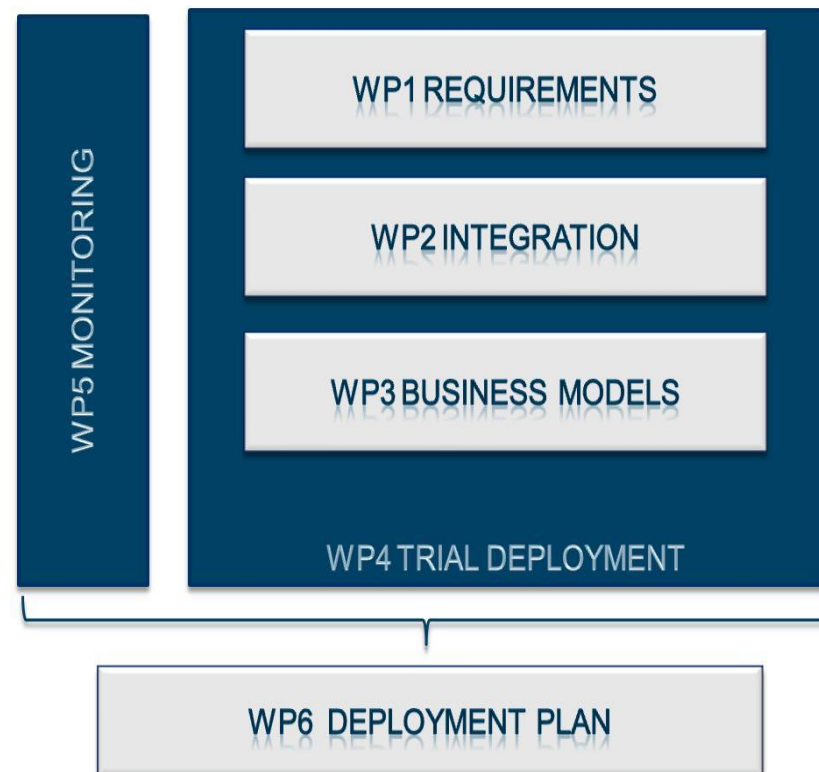 WP1 REQUIREMENTS
WP2 INTEGRATION
WP3 BUSINESS MODELS
WP4 TRIAL DEPLOYMENT
WP5 MONITORING
WP6 DEPLOYMENT PLAN